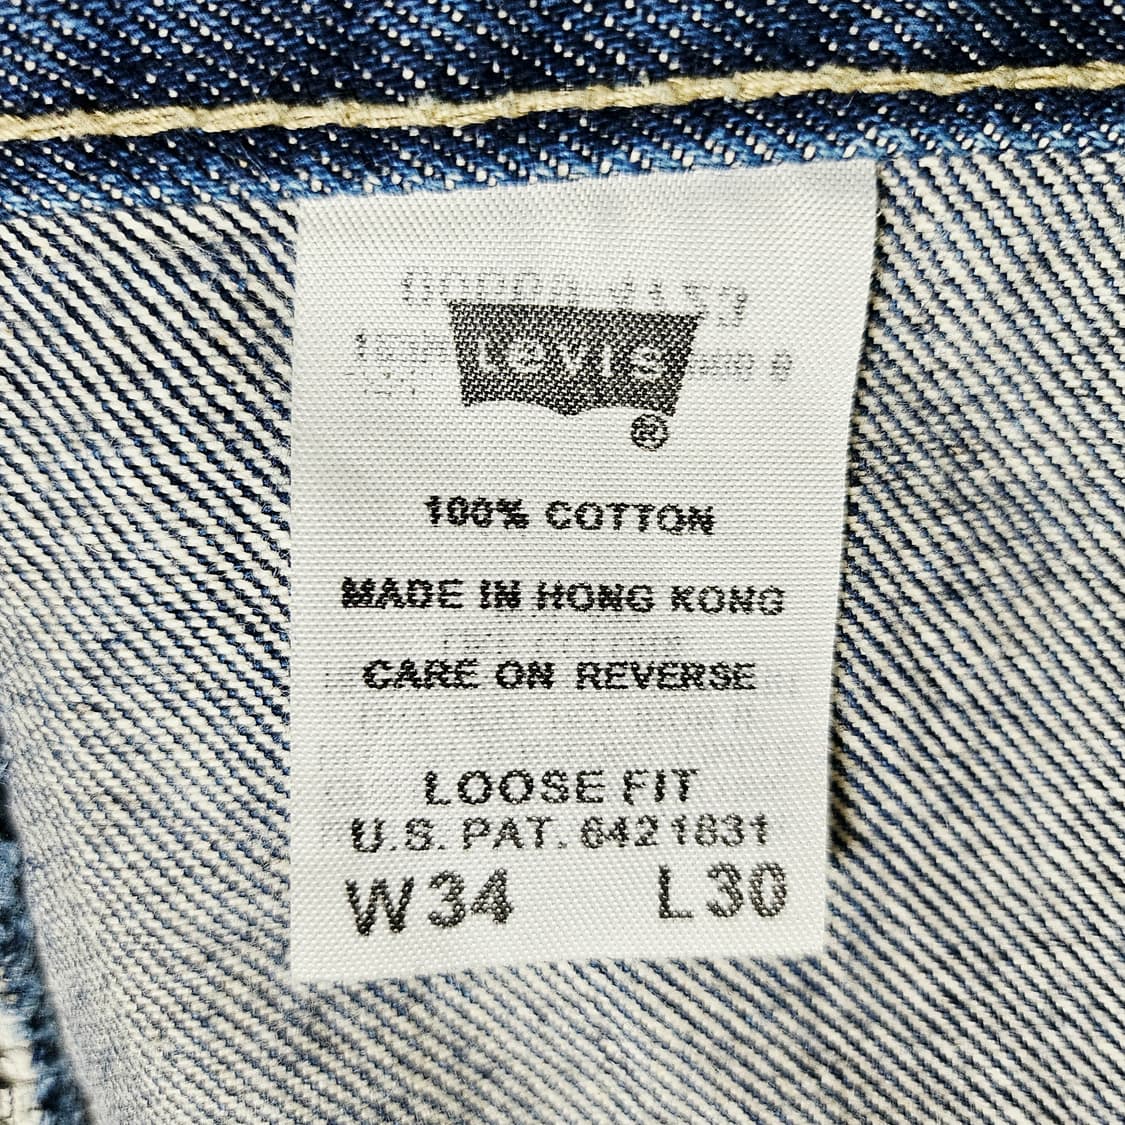 Levi's
®
100% COTTON
MADE IN HONG KONG
CARE ON REVERSE
LOOSE FIT
U.S. PAT. 6421831
W34 L30